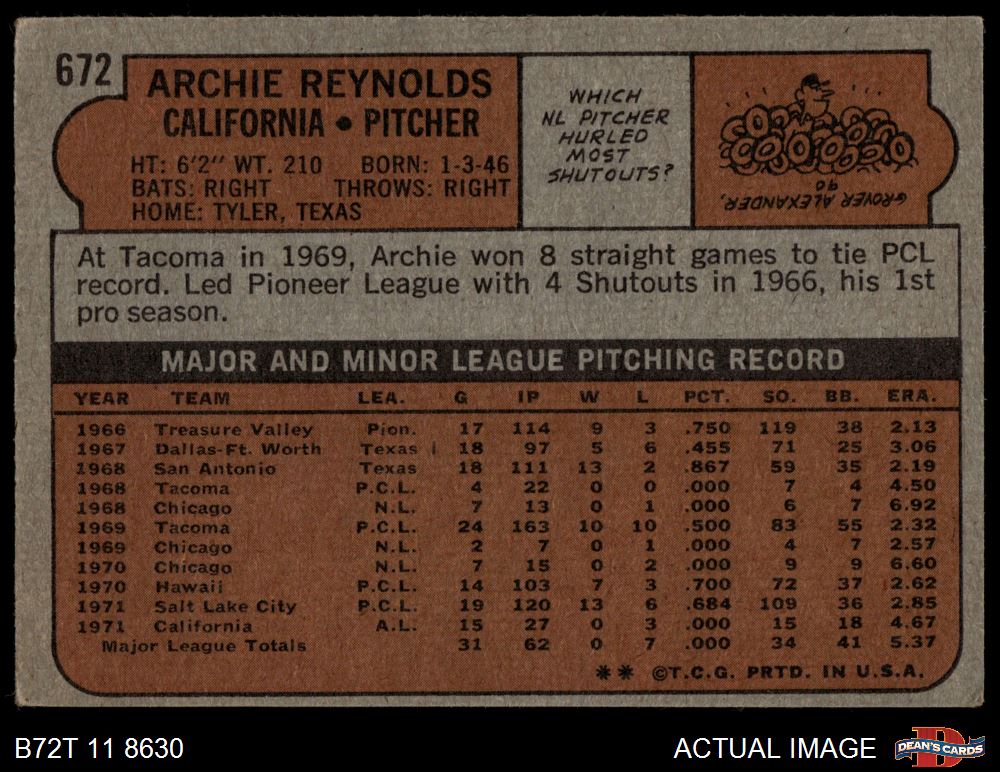 672
ARCHIE REYNOLDS
CALIFORNIA • PITCHER
HT: 6'2" WT. 210 BORN: 1-3-46
BATS: RIGHT THROWS: RIGHT
HOME: TYLER, TEXAS
WHICH
NL PITCHER
HURLED
MOST
SHUTOUTS?
GROVER ALEXANDER,
90
At Tacoma in 1969, Archie won 8 straight games to tie PCL
record. Led Pioneer League with 4 Shutouts in 1966, his 1st
pro season.
MAJOR AND MINOR LEAGUE PITCHING RECORD
YEAR TEAM LEA. G IP W L PCT. SO. BB. ERA.
1966 Treasure Valley Pion. 17 114 9 3 .750 119 38 2.13
1967 Dallas-Ft. Worth Texas 18 97 5 6 .455 71 25 3.06
1968 San Antonio Texas 18 111 13 2 .867 59 35 2.19
1968 Tacoma P.C.L. 4 22 0 0 .000 7 4 4.50
1968 Chicago N.L. 7 13 0 1 .000 6 7 6.92
1969 Tacoma P.C.L. 24 163 10 10 .500 83 55 2.32
1969 Chicago N.L. 2 7 0 1 .000 4 7 2.57
1970 Chicago N.L. 7 15 0 2 .000 9 9 6.60
1970 Hawaii P.C.L. 14 103 7 3 .700 72 37 2.62
1971 Salt Lake City P.C.L. 19 120 13 6 .684 109 36 2.85
1971 California A.L. 15 27 0 3 .000 15 18 4.67
Major League Totals 31 62 0 7 .000 34 41 5.37
** ©T.C.G. PRTD. IN U.S.A.
B72T 11 8630
ACTUAL IMAGE
DEAN'S CARDS